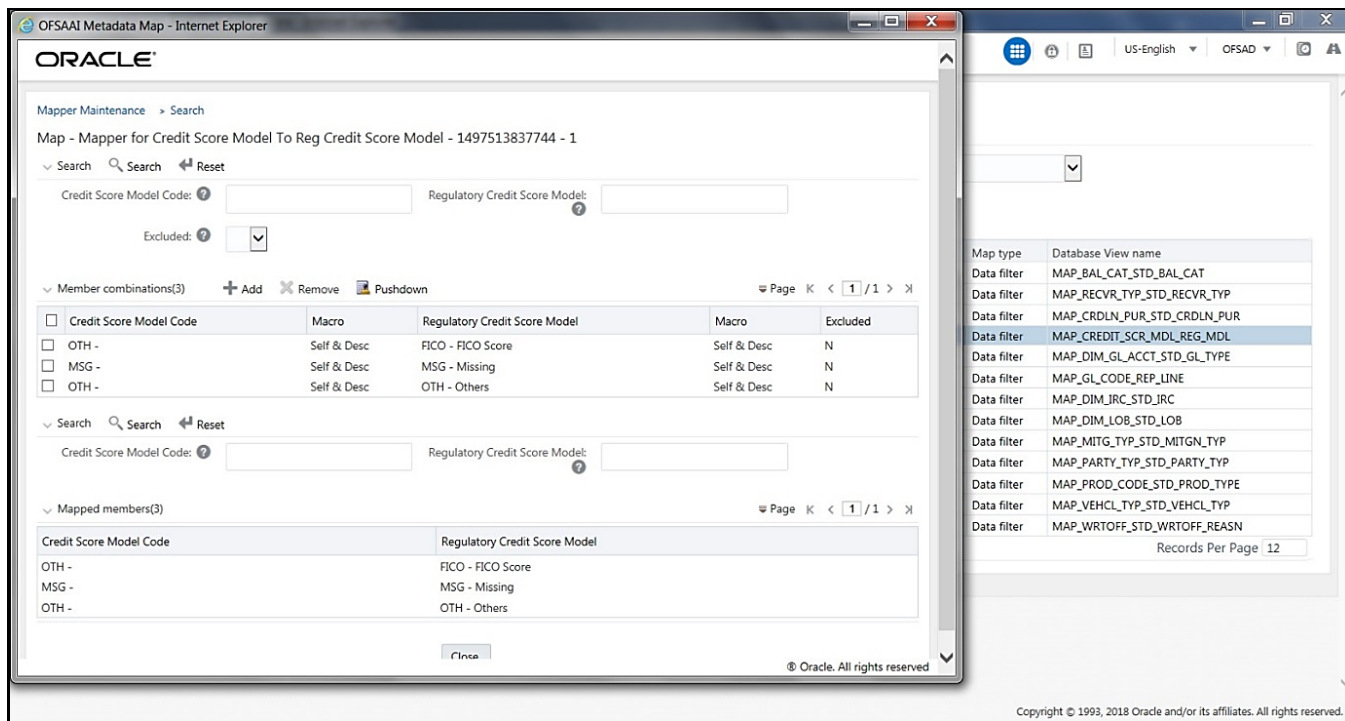 OFSAAI Metadata Map - Internet Explorer
ORACLE®
Mapper Maintenance > Search
Map - Mapper for Credit Score Model To Reg Credit Score Model - 1497513837744 - 1
Search Search Reset
Credit Score Model Code: Regulatory Credit Score Model:
Excluded:
Member combinations(3) Add Remove Pushdown Page 1 / 1
Credit Score Model Code Macro Regulatory Credit Score Model Macro Excluded
OTH - Self & Desc FICO - FICO Score Self & Desc N
MSG - Self & Desc MSG - Missing Self & Desc N
OTH - Self & Desc OTH - Others Self & Desc N
Search Search Reset
Credit Score Model Code: Regulatory Credit Score Model:
Mapped members(3) Page 1 / 1
Credit Score Model Code Regulatory Credit Score Model
OTH - FICO - FICO Score
MSG - MSG - Missing
OTH - OTH - Others
Close
® Oracle. All rights reserved
US-English OFSAD
Map type Database View name
Data filter MAP_BAL_CAT_STD_BAL_CAT
Data filter MAP_RECVR_TYP_STD_RECVR_TYP
Data filter MAP_CRDLN_PUR_STD_CRDLN_PUR
Data filter MAP_CREDIT_SCR_MDL_REG_MDL
Data filter MAP_DIM_GL_ACCT_STD_GL_TYPE
Data filter MAP_GL_CODE_REP_LINE
Data filter MAP_DIM_IRC_STD_IRC
Data filter MAP_DIM_LOB_STD_LOB
Data filter MAP_MITG_TYP_STD_MITGN_TYP
Data filter MAP_PARTY_TYP_STD_PARTY_TYP
Data filter MAP_PROD_CODE_STD_PROD_TYPE
Data filter MAP_VEHCL_TYP_STD_VEHCL_TYP
Data filter MAP_WRTOFF_STD_WRTOFF_REASN
Records Per Page 12
Copyright © 1993, 2018 Oracle and/or its affiliates. All rights reserved.